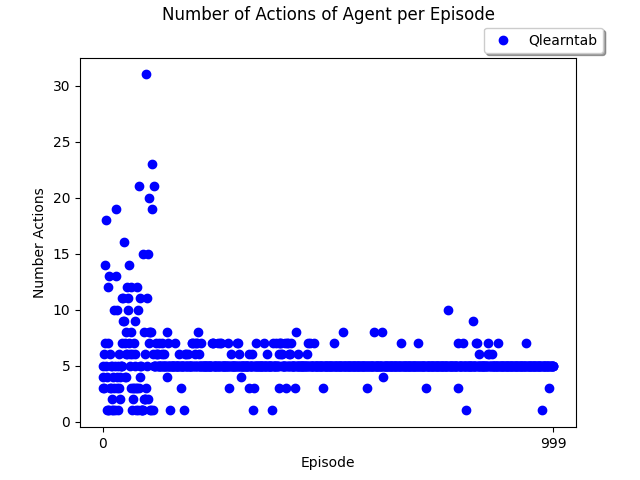 Number of Actions of Agent per Episode
Qlearntab
30
25
20
15
10
5
0
Number Actions
0 999
Episode